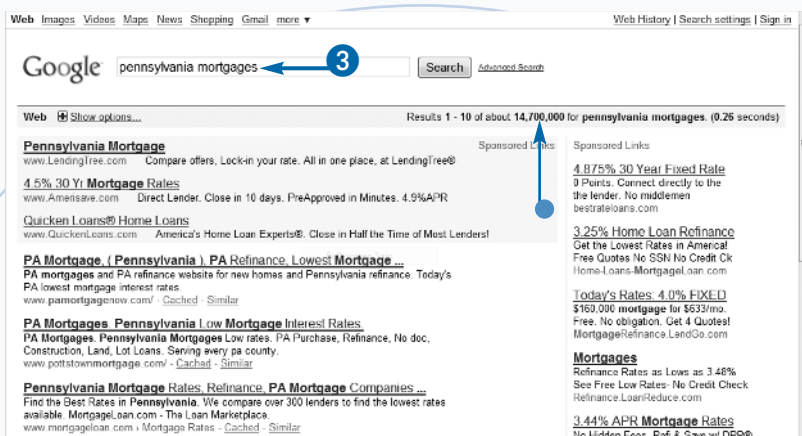 Web Images Videos Maps News Shopping Gmail more ▼
Web History | Search settings | Sign in
Google
pennsylvania mortgages
3
Search
Advanced Search
Web Show options...
Results 1 - 10 of about 14,700,000 for pennsylvania mortgages. (0.26 seconds)
Pennsylvania Mortgage
Sponsored Links
www.LendingTree.com Compare offers, Lock-in your rate. All in one place, at LendingTree®
4.5% 30 Yr Mortgage Rates
www.Amerisave.com Direct Lender. Close in 10 days. PreApproved in Minutes. 4.9%APR
Quicken Loans® Home Loans
www.QuickenLoans.com America's Home Loan Experts®. Close in Half the Time of Most Lenders!
PA Mortgage, ( Pennsylvania ), PA Refinance, Lowest Mortgage ...
PA mortgages and PA refinance website for new homes and Pennsylvania refinance. Today's
PA lowest mortgage interest rates.
www.pamortgagenow.com/ - Cached - Similar
PA Mortgages. Pennsylvania Low Mortgage Interest Rates.
PA Mortgages. Pennsylvania Mortgages Low rates. PA Purchase, Refinance, No doc,
Construction, Land, Lot Loans. Serving every pa county.
www.pottstownmortgage.com/ - Cached - Similar
Pennsylvania Mortgage Rates, Refinance, PA Mortgage Companies ...
Find the Best Rates in Pennsylvania. We compare over 300 lenders to find the lowest rates
available. MortgageLoan.com - The Loan Marketplace.
www.mortgageloan.com › Mortgage Rates - Cached - Similar
Sponsored Links
4.875% 30 Year Fixed Rate
0 Points. Connect directly to the
the lender. No middlemen
bestrateloans.com
3.25% Home Loan Refinance
Get the Lowest Rates in America!
Free Quotes No SSN No Credit Ck
Home-Loans-MortgageLoan.com
Today's Rates: 4.0% FIXED
$160,000 mortgage for $633/mo.
Free. No obligation. Get 4 Quotes!
MortgageRefinance.LendGo.com
Mortgages
Refinance Rates as Lows as 3.48%
See Free Low Rates- No Credit Check
Refinance.LoanReduce.com
3.44% APR Mortgage Rates
No Hidden Fees. Refi & Save w/ DRB®